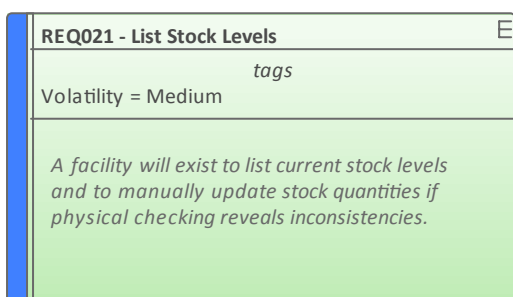 REQ021 - List Stock Levels
E
tags
Volatility = Medium
A facility will exist to list current stock levels
and to manually update stock quantities if
physical checking reveals inconsistencies.